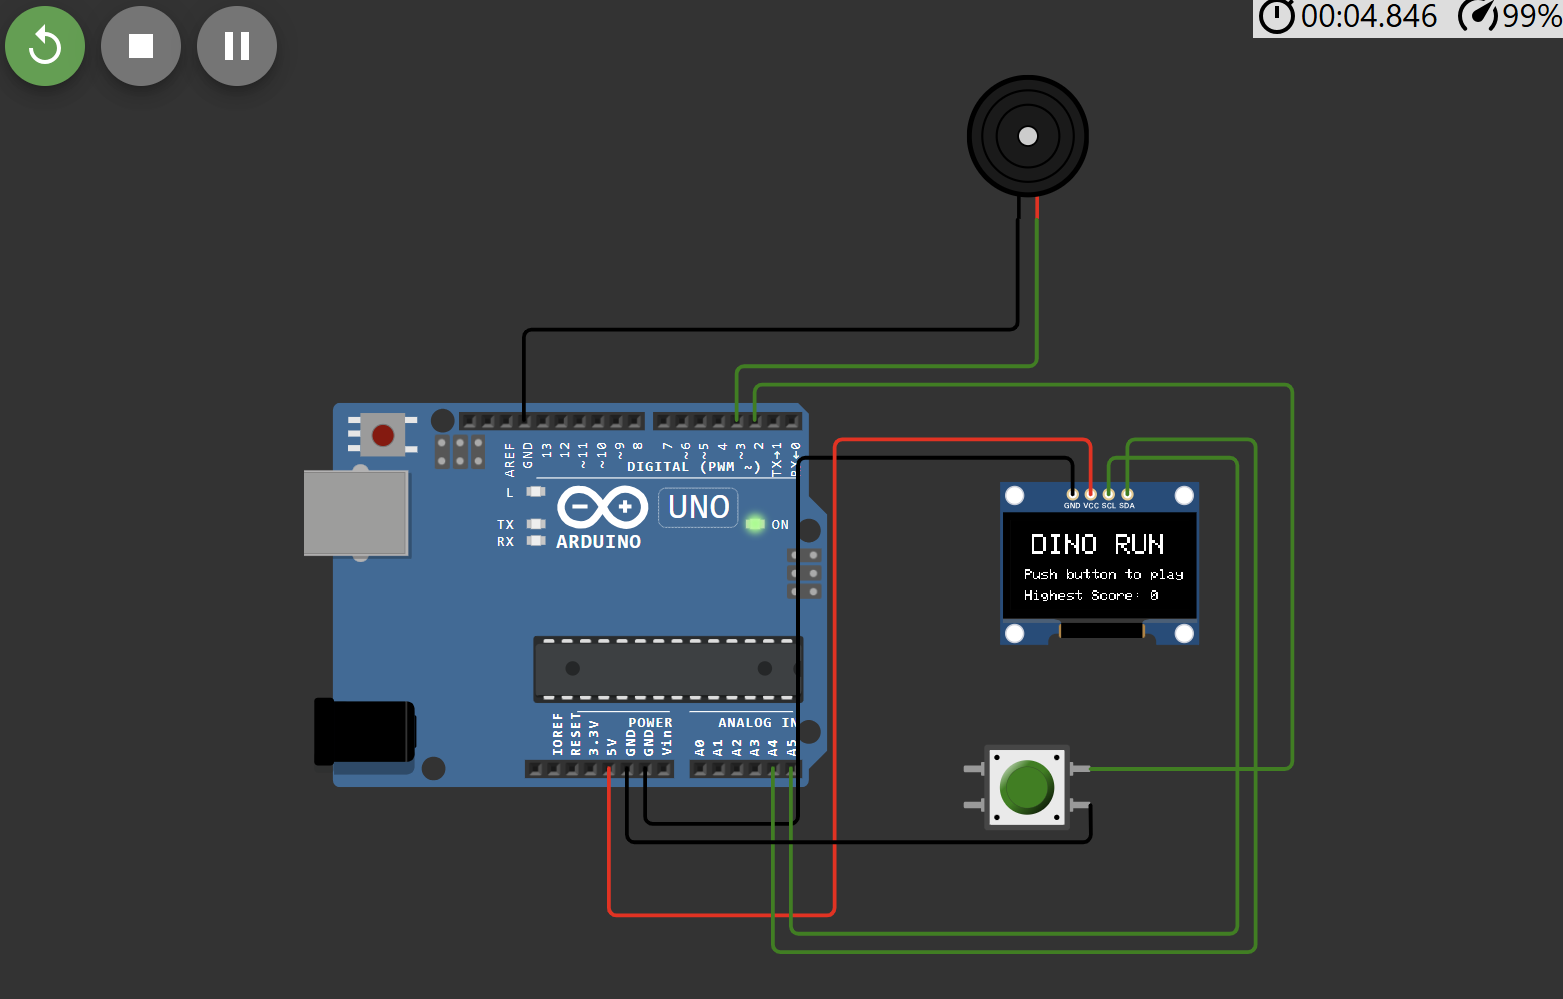 00:04.846 99%
AREF GND 13 12 ~11 ~10 ~9 8 7 ~6 ~5 4 ~3 2 TX→1 RX←0
DIGITAL (PWM ~)
L
UNO
TX
ON
RX
ARDUINO
GND VCC SCL SDA
DINO RUN
Push button to play
Highest Score: 0
POWER
ANALOG IN
IOREF RESET 3.3V 5V GND GND Vin A0 A1 A2 A3 A4 A5